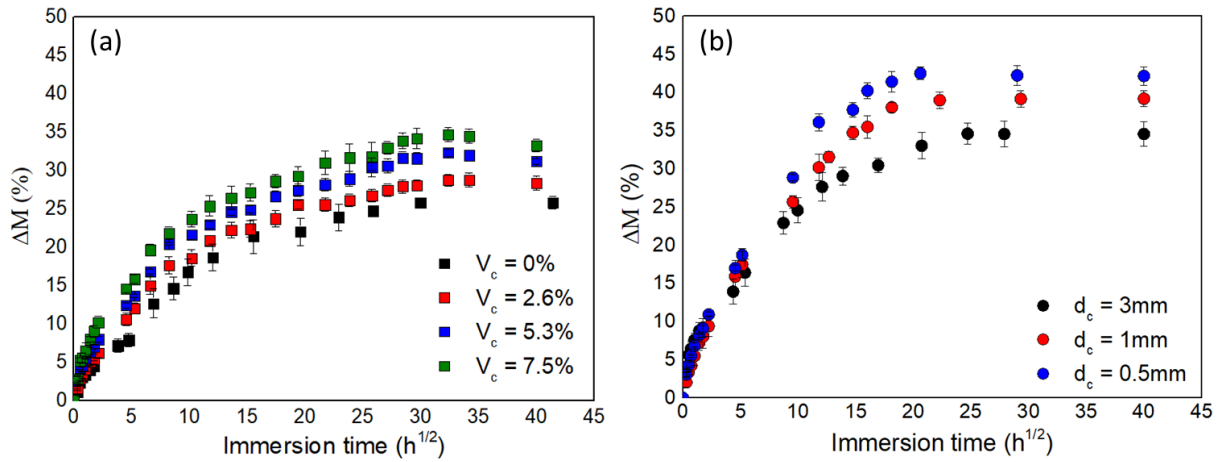 (a)
50
45
40
35
30
25
20
15
10
5
0
ΔM (%)
V_c = 0%
V_c = 2.6%
V_c = 5.3%
V_c = 7.5%
0 5 10 15 20 25 30 35 40 45
Immersion time (h^1/2)
(b)
50
45
40
35
30
25
20
15
10
5
0
ΔM (%)
d_c = 3mm
d_c = 1mm
d_c = 0.5mm
0 5 10 15 20 25 30 35 40 45
Immersion time (h^1/2)